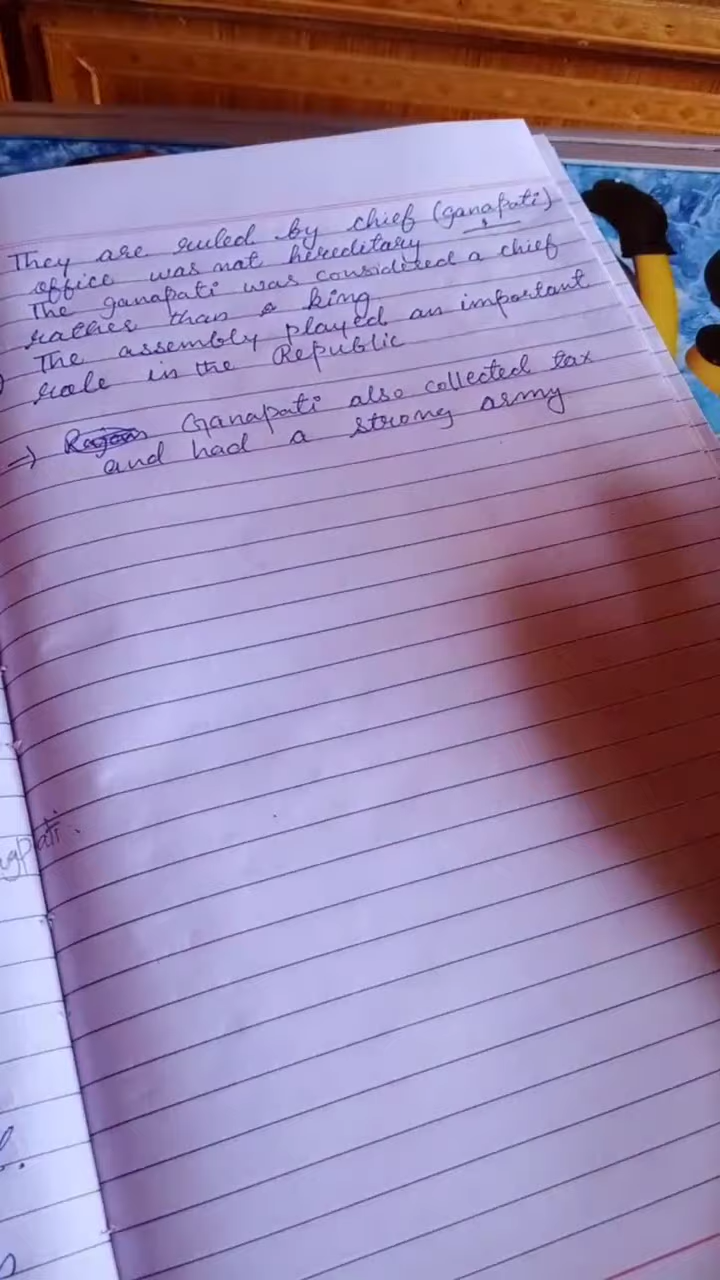 They are ruled by chief (ganapati)
office was not hereditary
The ganapati was considered a chief
rather than a king
The assembly played an important
role in the Republic
=> Ganapati also collected tax
and had a strong army